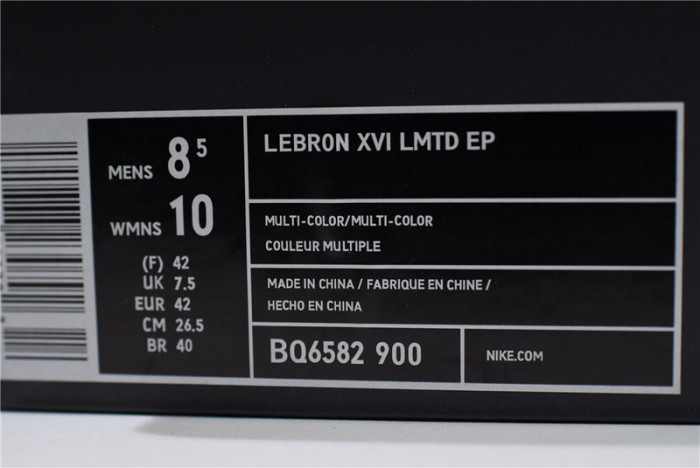 MENS 8 5
WMNS 10
(F) 42
UK 7.5
EUR 42
CM 26.5
BR 40
LEBRON XVI LMTD EP
MULTI-COLOR/MULTI-COLOR
COULEUR MULTIPLE
MADE IN CHINA / FABRIQUE EN CHINE /
HECHO EN CHINA
BQ6582 900
NIKE.COM